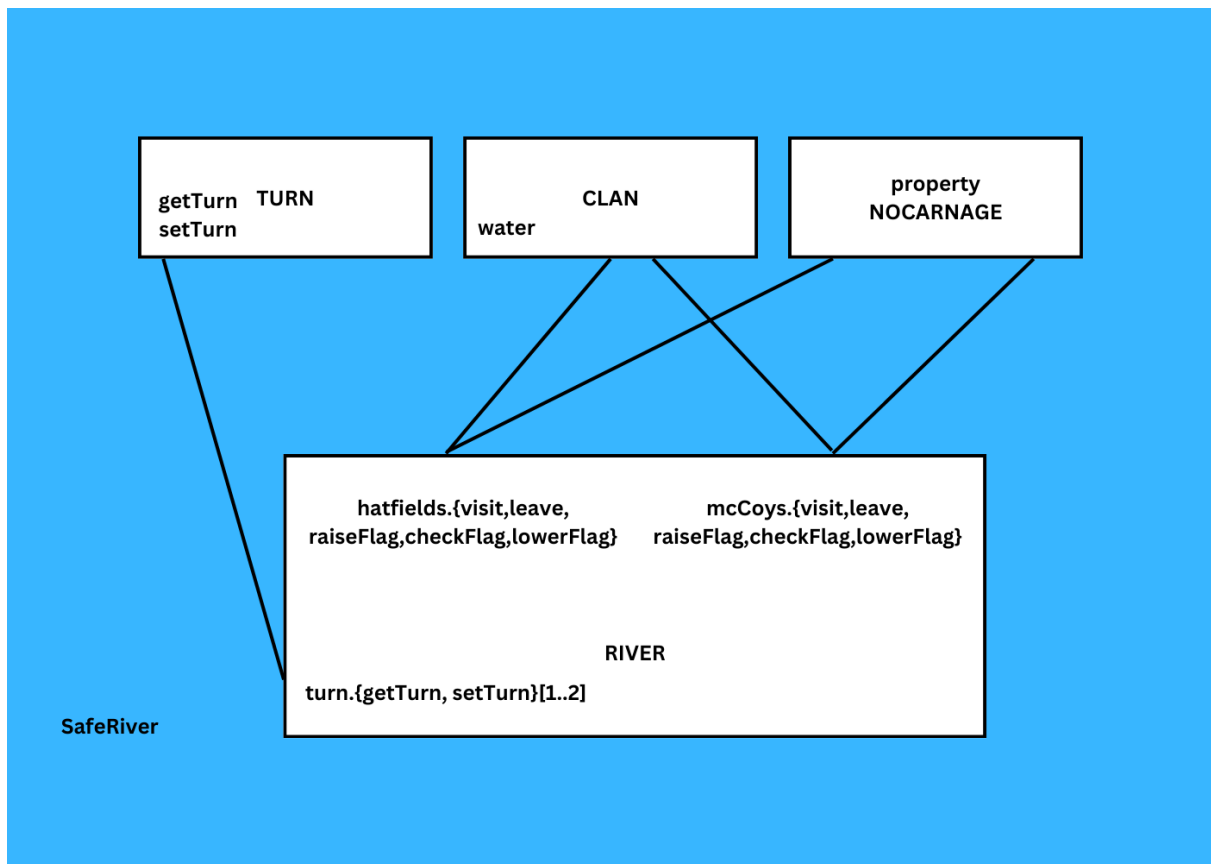 getTurn TURN
setTurn
CLAN
water
property
NOCARNAGE
hatfields.{visit,leave,
raiseFlag,checkFlag,lowerFlag}
mcCoys.{visit,leave,
raiseFlag,checkFlag,lowerFlag}
RIVER
turn.{getTurn, setTurn}[1..2]
SafeRiver